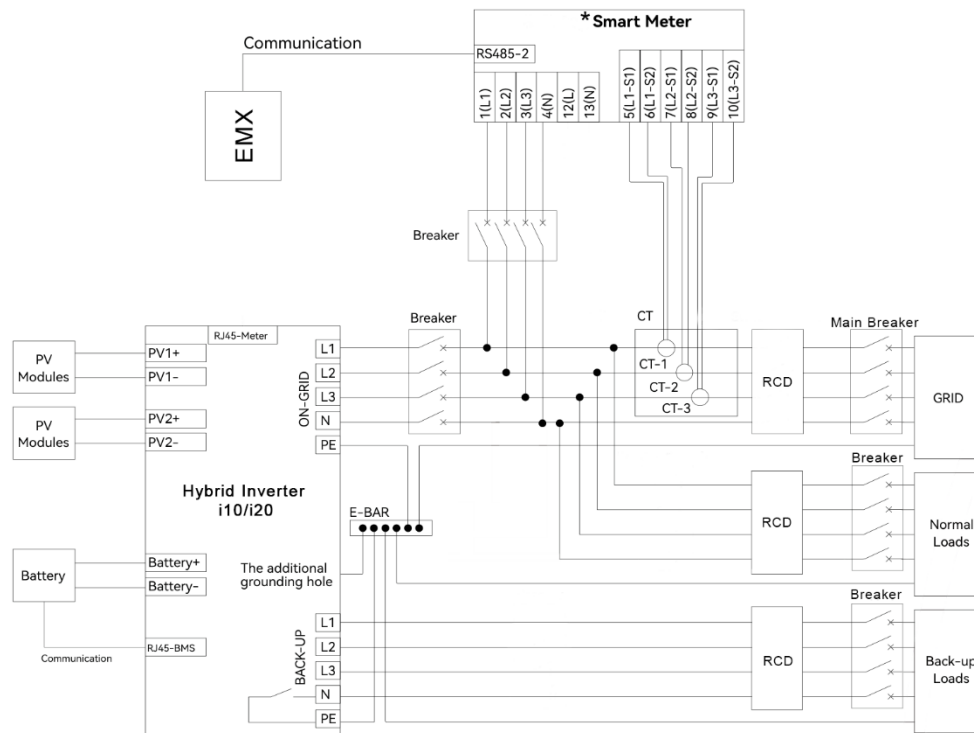 *Smart Meter
Communication
RS485-2
1(L1)
2(L2)
3(L3)
4(N)
12(L)
13(N)
5(L1-S1)
6(L1-S2)
7(L2-S1)
8(L2-S2)
9(L3-S1)
10(L3-S2)
EMX
Breaker
Breaker
CT
Main Breaker
RJ45-Meter
PV
Modules
PV1+
PV1-
L1
L2
L3
N
PE
ON-GRID
CT-1
CT-2
CT-3
RCD
GRID
PV
Modules
PV2+
PV2-
Breaker
Hybrid Inverter
i10/i20
E-BAR
RCD
Normal
Loads
Battery
Battery+
Battery-
The additional
grounding hole
Breaker
RJ45-BMS
Communication
BACK-UP
L1
L2
L3
N
PE
RCD
Back-up
Loads